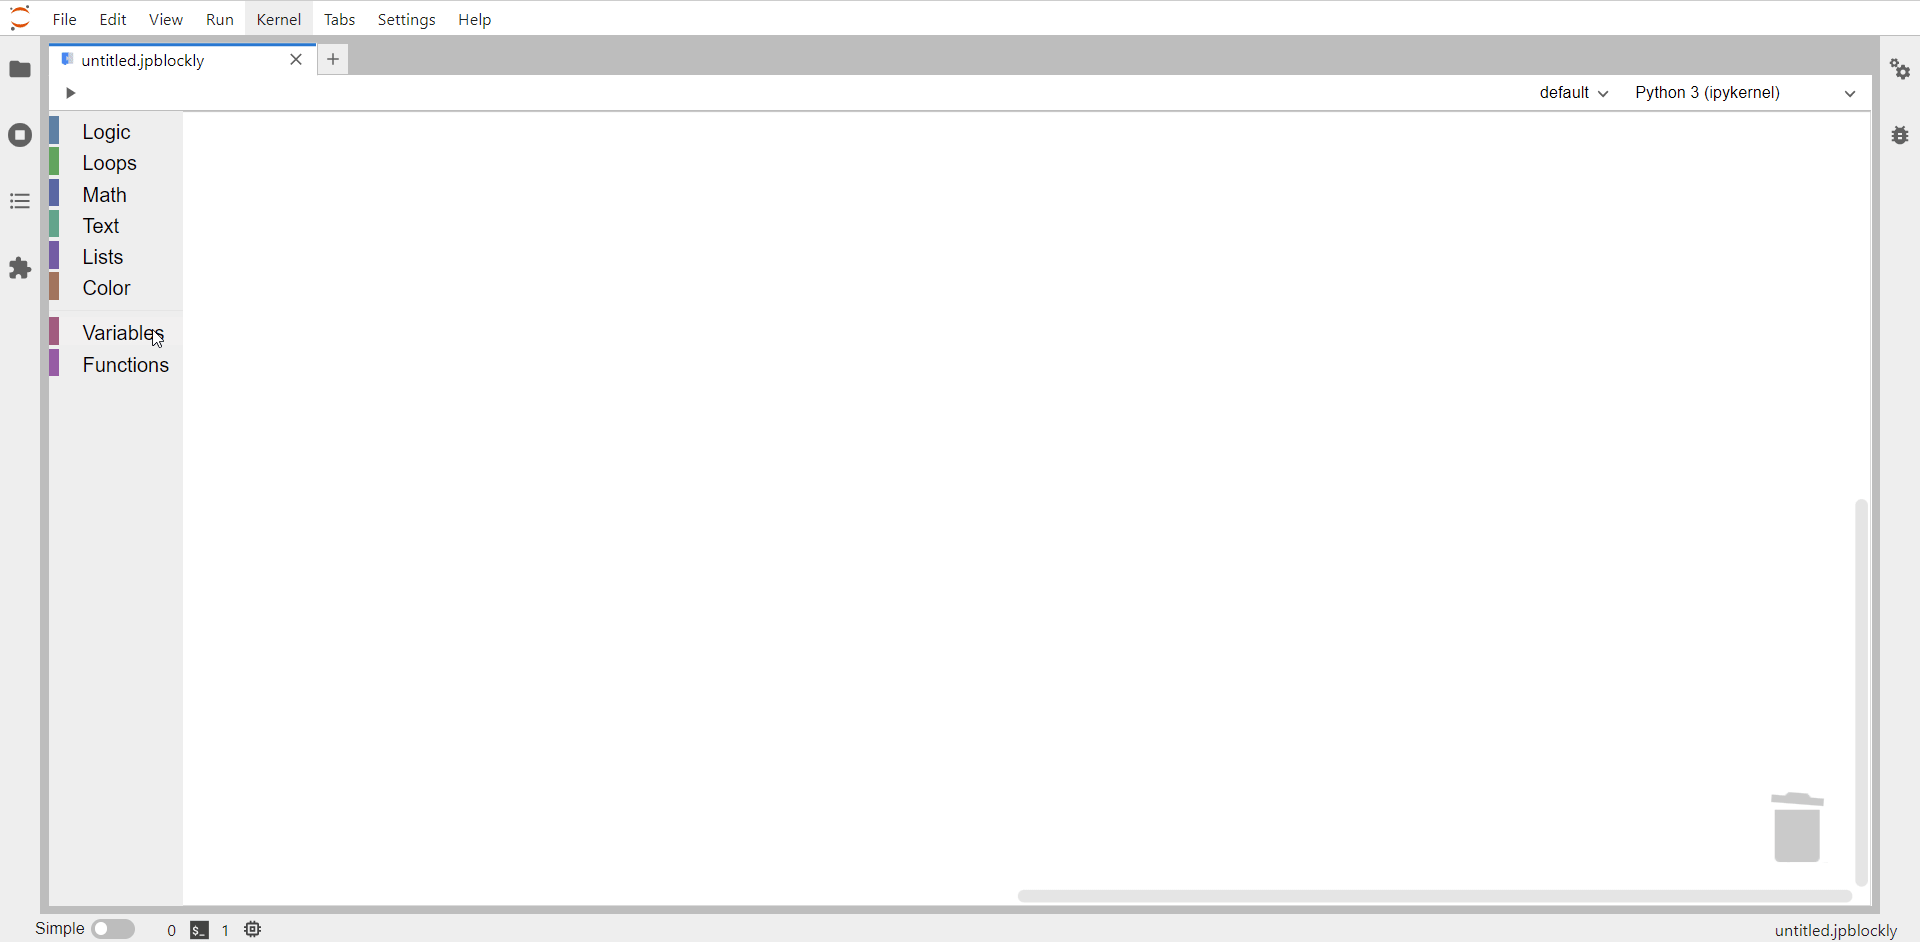 File Edit View Run Kernel Tabs Settings Help
untitled.jpblockly
default Python 3 (ipykernel)
Logic
Loops
Math
Text
Lists
Color
Variables
Functions
Simple 0 $_ 1 untitled.jpblockly